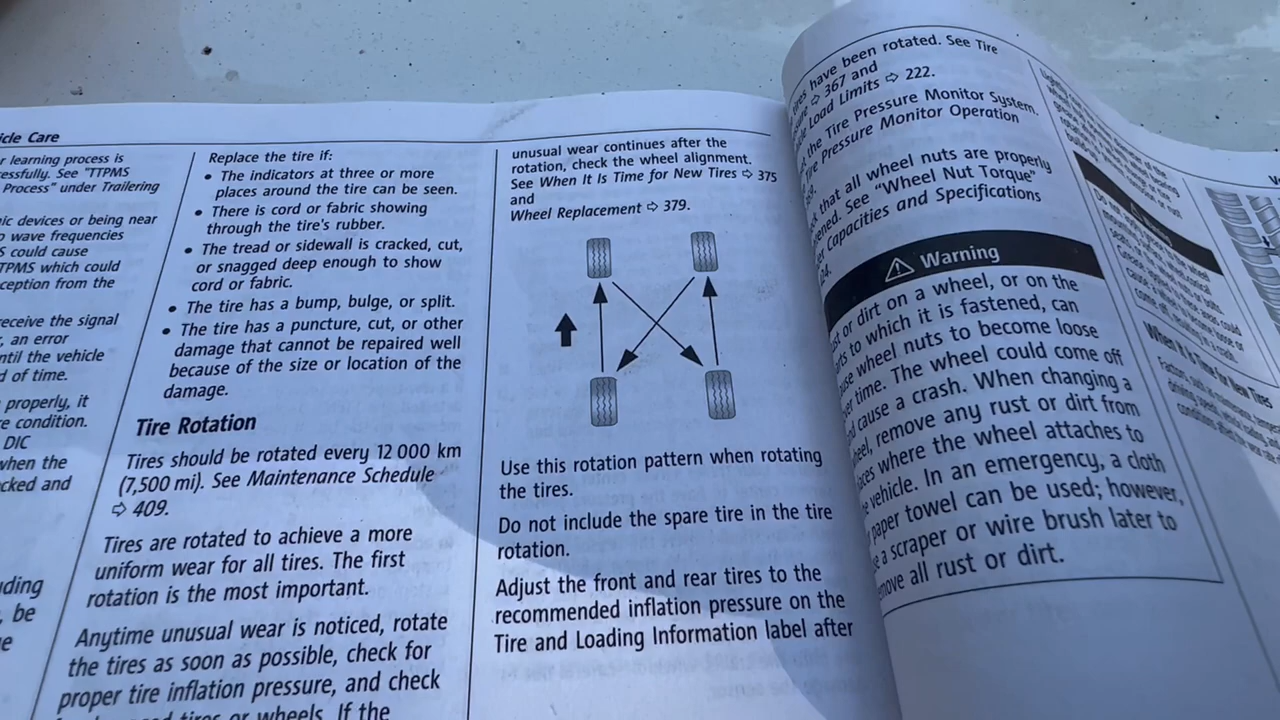 icle Care
r learning process is
essfully. See "TTPMS
Process" under Trailering
ic devices or being near
wave frequencies
S could cause
TPMS which could
ception from the
receive the signal
, an error
ntil the vehicle
d of time.
properly, it
e condition.
DIC
when the
cked and
ding
, be
e
Replace the tire if:
• The indicators at three or more
places around the tire can be seen.
• There is cord or fabric showing
through the tire's rubber.
• The tread or sidewall is cracked, cut,
or snagged deep enough to show
cord or fabric.
• The tire has a bump, bulge, or split.
• The tire has a puncture, cut, or other
damage that cannot be repaired well
because of the size or location of the
damage.
Tire Rotation
Tires should be rotated every 12 000 km
(7,500 mi). See Maintenance Schedule
⇨ 409.
Tires are rotated to achieve a more
uniform wear for all tires. The first
rotation is the most important.
Anytime unusual wear is noticed, rotate
the tires as soon as possible, check for
proper tire inflation pressure, and check
tires or wheels. If the
unusual wear continues after the
rotation, check the wheel alignment.
See When It Is Time for New Tires ⇨ 375
and
Wheel Replacement ⇨ 379.
Use this rotation pattern when rotating
the tires.
Do not include the spare tire in the tire
rotation.
Adjust the front and rear tires to the
recommended inflation pressure on the
Tire and Loading Information label after
tires have been rotated. See Tire
⇨ 367 and
Load Limits ⇨ 222.
the Tire Pressure Monitor System.
Tire Pressure Monitor Operation
that all wheel nuts are properly
ened. See "Wheel Nut Torque"
Capacities and Specifications
Warning
or dirt on a wheel, or on the
to which it is fastened, can
wheel nuts to become loose
time. The wheel could come off
cause a crash. When changing a
remove any rust or dirt from
where the wheel attaches to
vehicle. In an emergency, a cloth
paper towel can be used; however,
a scraper or wire brush later to
move all rust or dirt.
When It Is Time for New Tires